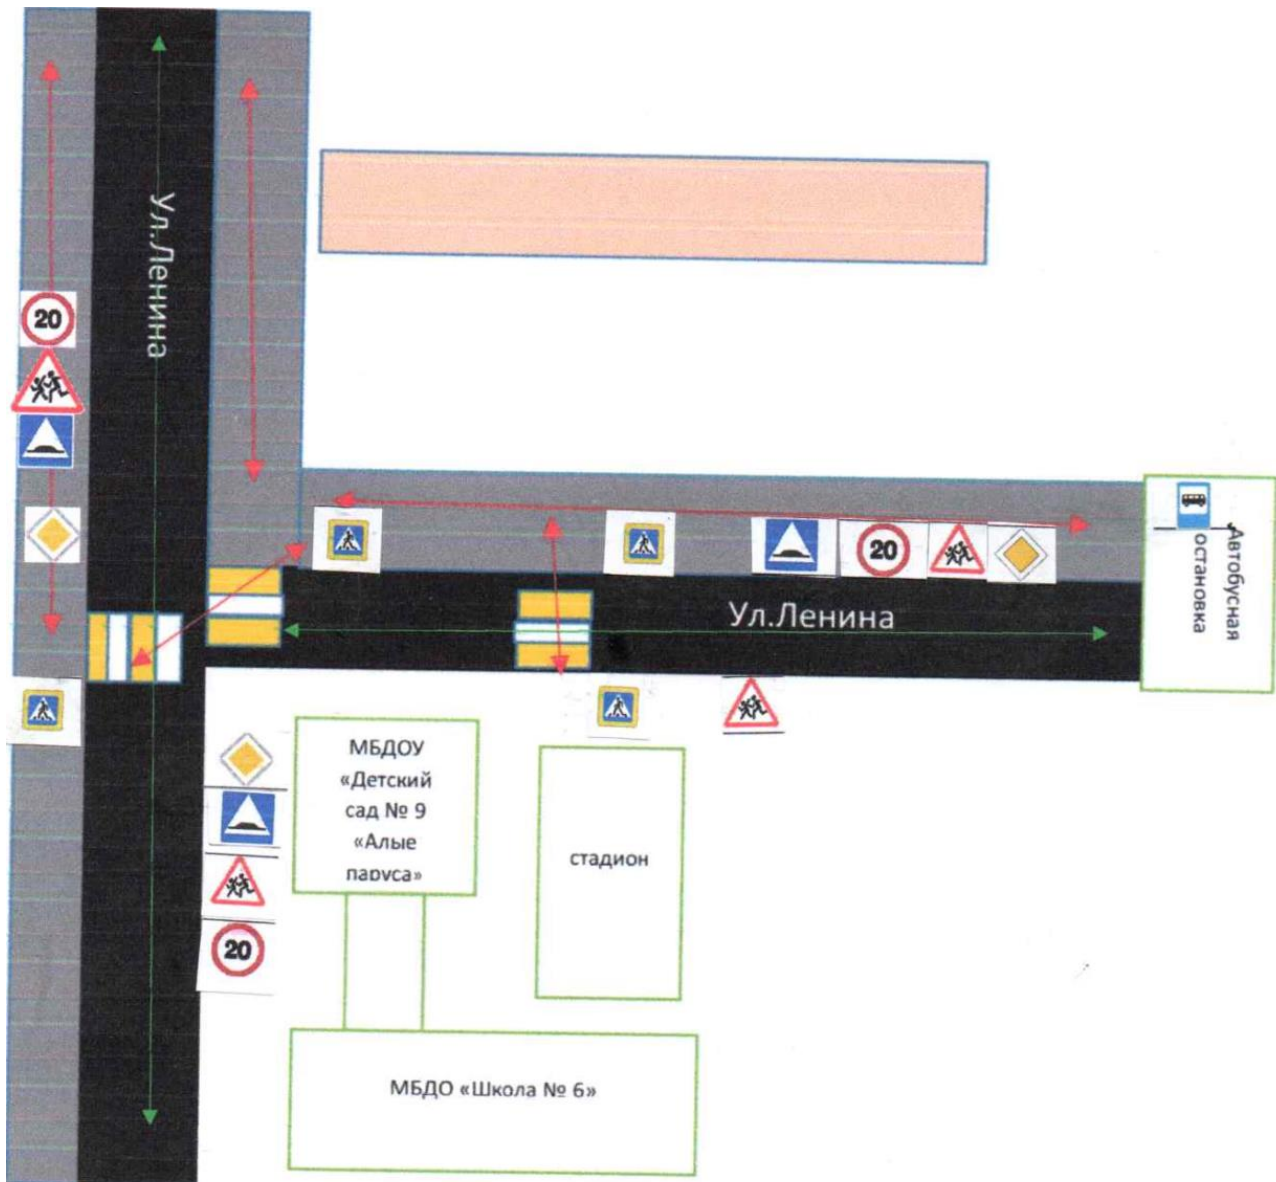 Ул.Ленина
20
20
Автобусная
остановка
Ул.Ленина
МБДОУ
«Детский
сад № 9
«Алые
паруса»
стадион
20
МБДО «Школа № 6»